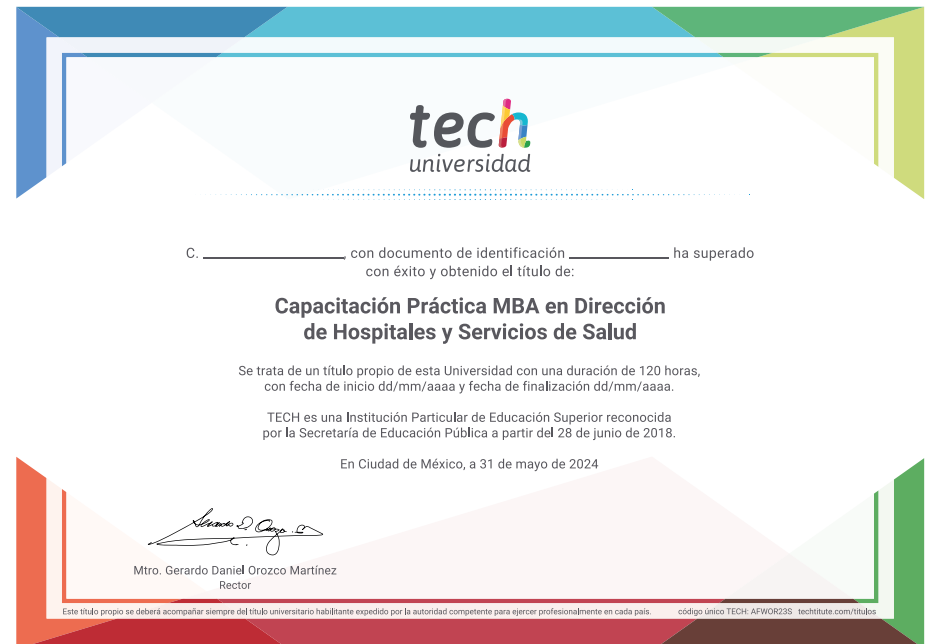 tech
universidad
C. ____________, con documento de identificación ____________ ha superado
con éxito y obtenido el título de:
Capacitación Práctica MBA en Dirección
de Hospitales y Servicios de Salud
Se trata de un título propio de esta Universidad con una duración de 120 horas,
con fecha de inicio dd/mm/aaaa y fecha de finalización dd/mm/aaaa.
TECH es una Institución Particular de Educación Superior reconocida
por la Secretaría de Educación Pública a partir del 28 de junio de 2018.
En Ciudad de México, a 31 de mayo de 2024
Mtro. Gerardo Daniel Orozco Martínez
Rector
Este título propio se deberá acompañar siempre del título universitario habilitante expedido por la autoridad competente para ejercer profesionalmente en cada país. código único TECH: AFWOR23S techtitute.com/titulos